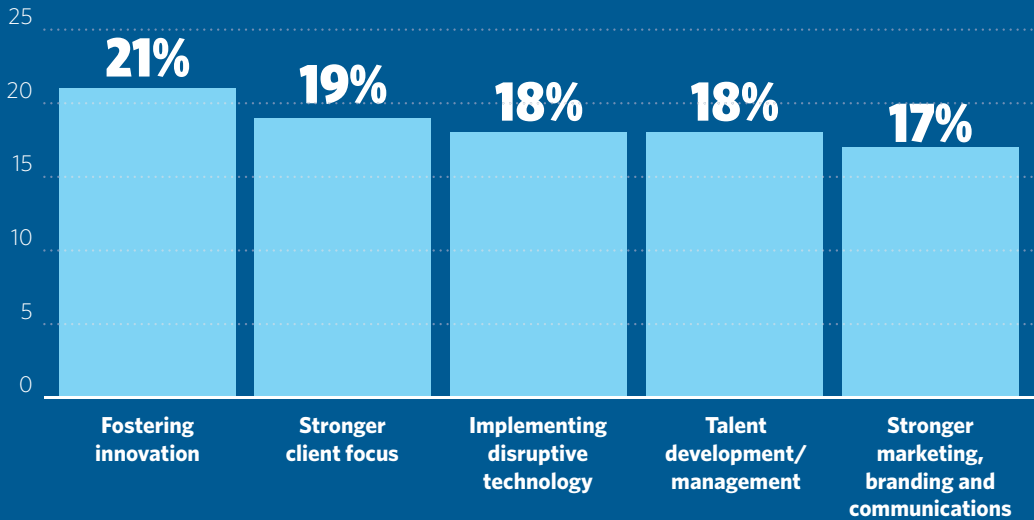 25
20
15
10
5
0
21%
19%
18%
18%
17%
Fostering
innovation
Stronger
client focus
Implementing
disruptive
technology
Talent
development/
management
Stronger
marketing,
branding and
communications